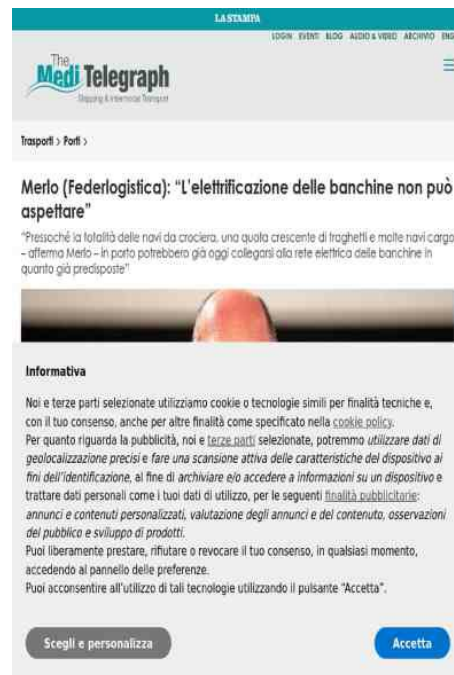 LA STAMPA
LOGIN EVENTI BLOG AUDIO & VIDEO ARCHIVIO ENG
The
Medi Telegraph
Shipping & Intermodal Transport
Trasporti > Porti >
Merlo (Federlogistica): “L’elettrificazione delle banchine non può
aspettare”
“Pressoché la totalità delle navi da crociera, una quota crescente di traghetti e molte navi cargo
– afferma Merlo – in porto potrebbero già oggi collegarsi alla rete elettrica delle banchine in
quanto già predisposte”
Informativa
Noi e terze parti selezionate utilizziamo cookie o tecnologie simili per finalità tecniche e,
con il tuo consenso, anche per altre finalità come specificato nella cookie policy.
Per quanto riguarda la pubblicità, noi e terze parti selezionate, potremmo utilizzare dati di
geolocalizzazione precisi e fare una scansione attiva delle caratteristiche del dispositivo ai
fini dell’identificazione, al fine di archiviare e/o accedere a informazioni su un dispositivo e
trattare dati personali come i tuoi dati di utilizzo, per le seguenti finalità pubblicitarie:
annunci e contenuti personalizzati, valutazione degli annunci e del contenuto, osservazioni
del pubblico e sviluppo di prodotti.
Puoi liberamente prestare, rifiutare o revocare il tuo consenso, in qualsiasi momento,
accedendo al pannello delle preferenze.
Puoi acconsentire all’utilizzo di tali tecnologie utilizzando il pulsante “Accetta”.
Scegli e personalizza
Accetta